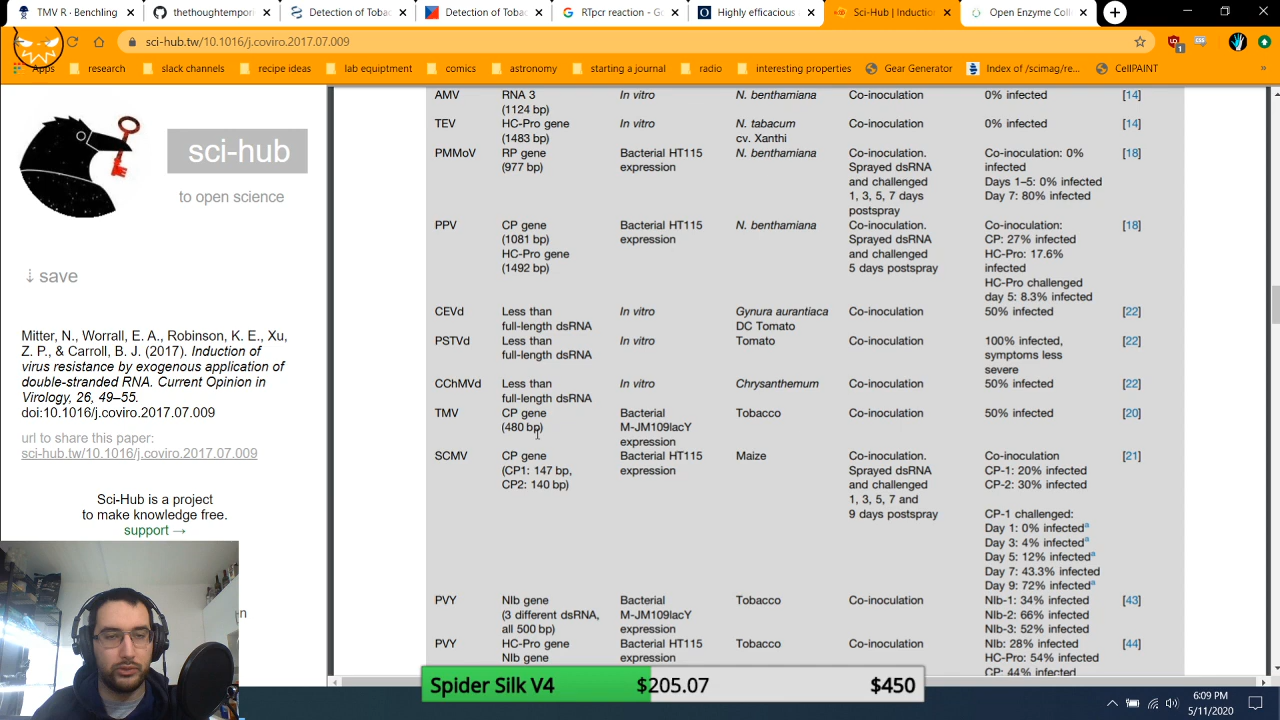 TMV R · Benchling
thethoughtempori
Detection of Tobac
Detection of Tobac
RTpcr reaction - Go
Highly efficacious
Sci-Hub | Inductio
Open Enzyme Coll
sci-hub.tw/10.1016/j.coviro.2017.07.009
Apps research slack channels recipe ideas lab equiptment comics astronomy starting a journal radio interesting properties Gear Generator Index of /scimag/re... CellPAINT »
sci-hub
to open science
↓ save
Mitter, N., Worrall, E. A., Robinson, K. E., Xu,
Z. P., & Carroll, B. J. (2017). Induction of
virus resistance by exogenous application of
double-stranded RNA. Current Opinion in
Virology, 26, 49–55.
doi:10.1016/j.coviro.2017.07.009
url to share this paper:
sci-hub.tw/10.1016/j.coviro.2017.07.009
Sci-Hub is a project
to make knowledge free.
support →
AMV RNA 3 In vitro N. benthamiana Co-inoculation 0% infected [14]
(1124 bp)
TEV HC-Pro gene In vitro N. tabacum Co-inoculation 0% infected [14]
(1483 bp) cv. Xanthi
PMMoV RP gene Bacterial HT115 N. benthamiana Co-inoculation. Co-inoculation: 0% [18]
(977 bp) expression Sprayed dsRNA infected
and challenged Days 1–5: 0% infected
1, 3, 5, 7 days Day 7: 80% infected
postspray
PPV CP gene Bacterial HT115 N. benthamiana Co-inoculation. Co-inoculation: [18]
(1081 bp) expression Sprayed dsRNA CP: 27% infected
HC-Pro gene and challenged HC-Pro: 17.6%
(1492 bp) 5 days postspray infected
HC-Pro challenged
day 5: 8.3% infected
CEVd Less than In vitro Gynura aurantiaca Co-inoculation 50% infected [22]
full-length dsRNA DC Tomato
PSTVd Less than In vitro Tomato Co-inoculation 100% infected, [22]
full-length dsRNA symptoms less
severe
CChMVd Less than In vitro Chrysanthemum Co-inoculation 50% infected [22]
full-length dsRNA
TMV CP gene Bacterial Tobacco Co-inoculation 50% infected [20]
(480 bp) M-JM109lacY
expression
SCMV CP gene Bacterial HT115 Maize Co-inoculation. Co-inoculation [21]
(CP1: 147 bp, expression Sprayed dsRNA CP-1: 20% infected
CP2: 140 bp) and challenged CP-2: 30% infected
1, 3, 5, 7 and
9 days postspray CP-1 challenged:
Day 1: 0% infecteda
Day 3: 4% infecteda
Day 5: 12% infecteda
Day 7: 43.3% infected
Day 9: 72% infecteda
PVY NIb gene Bacterial Tobacco Co-inoculation NIb-1: 34% infected [43]
(3 different dsRNA, M-JM109lacY NIb-2: 66% infected
all 500 bp) expression NIb-3: 52% infected
PVY HC-Pro gene Bacterial HT115 Tobacco Co-inoculation NIb: 28% infected [44]
NIb gene expression HC-Pro: 54% infected
CP: 44% infected
Spider Silk V4 $205.07 $450
6:09 PM
5/11/2020